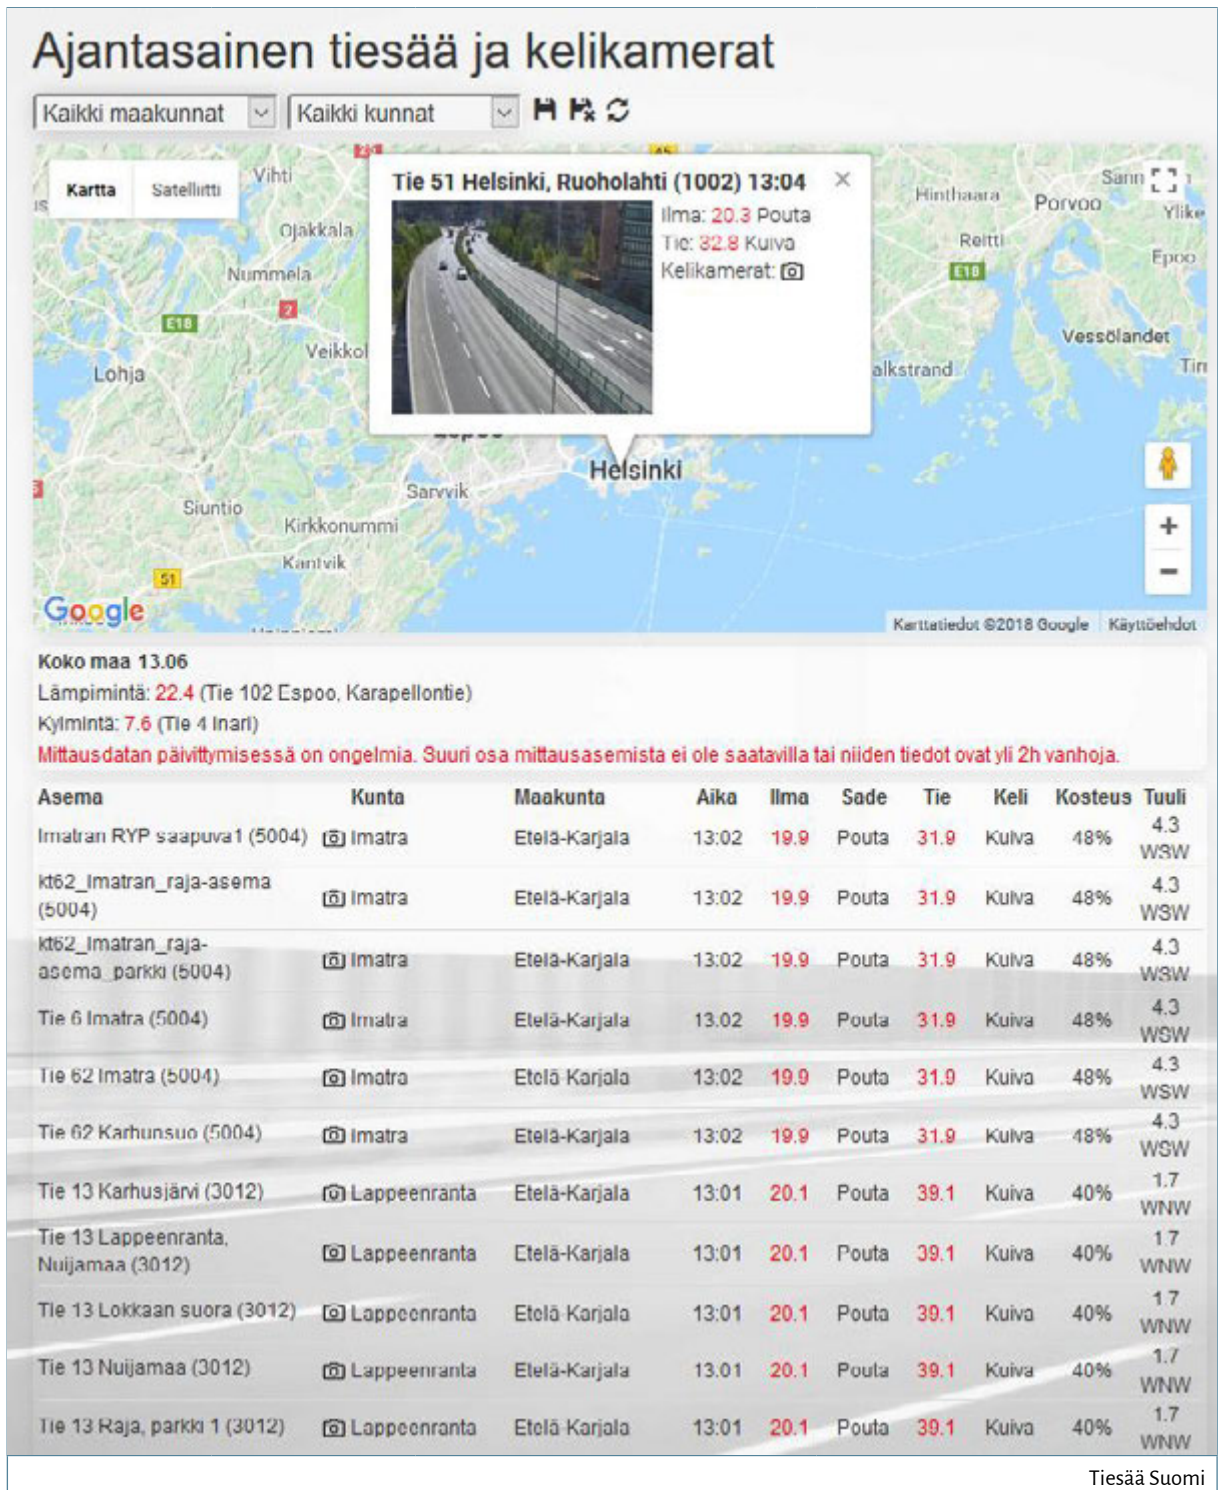 Ajantasainen tiesää ja kelikamerat
Kaikki maakunnat Kaikki kunnat
Kartta Satelliitti
Vihti
Ojakkala
Nummela
2
E18
Veikkol
Lohja
Tie 51 Helsinki, Ruoholahti (1002) 13:04 ×
Ilma: 20.3 Pouta
Tie: 32.8 Kuiva
Kelikamerat:
Hinthaara
Porvoo
Ylike
Reitti
E18
Epoo
Vessölandet
alkstrand
Tirr
Espoo
Helsinki
Sarvvik
Siuntio
Kirkkonummi
Kantvik
51
Google
Karttatiedot ©2018 Google Käyttöehdot
Koko maa 13.06
Lämpimintä: 22.4 (Tie 102 Espoo, Karapellontie)
Kylmintä: 7.6 (Tie 4 Inari)
Mittausdatan päivittymisessä on ongelmia. Suuri osa mittausasemista ei ole saatavilla tai niiden tiedot ovat yli 2h vanhoja.
Asema Kunta Maakunta Aika Ilma Sade Tie Keli Kosteus Tuuli
Imatran RYP saapuva1 (5004) Imatra Etelä-Karjala 13:02 19.9 Pouta 31.9 Kuiva 48% 4.3 WSW
kt62_Imatran_raja-asema (5004) Imatra Etelä-Karjala 13:02 19.9 Pouta 31.9 Kuiva 48% 4.3 WSW
kt62_Imatran_raja-asema_parkki (5004) Imatra Etelä-Karjala 13:02 19.9 Pouta 31.9 Kuiva 48% 4.3 WSW
Tie 6 Imatra (5004) Imatra Etelä-Karjala 13:02 19.9 Pouta 31.9 Kuiva 48% 4.3 WSW
Tie 62 Imatra (5004) Imatra Etelä-Karjala 13:02 19.9 Pouta 31.9 Kuiva 48% 4.3 WSW
Tie 62 Karhunsuo (5004) Imatra Etelä-Karjala 13:02 19.9 Pouta 31.9 Kuiva 48% 4.3 WSW
Tie 13 Karhusjärvi (3012) Lappeenranta Etelä-Karjala 13:01 20.1 Pouta 39.1 Kuiva 40% 1.7 WNW
Tie 13 Lappeenranta, Nuijamaa (3012) Lappeenranta Etelä-Karjala 13:01 20.1 Pouta 39.1 Kuiva 40% 1.7 WNW
Tie 13 Lokkaan suora (3012) Lappeenranta Etelä-Karjala 13:01 20.1 Pouta 39.1 Kuiva 40% 1.7 WNW
Tie 13 Nuijamaa (3012) Lappeenranta Etelä-Karjala 13:01 20.1 Pouta 39.1 Kuiva 40% 1.7 WNW
Tie 13 Raja, parkki 1 (3012) Lappeenranta Etelä-Karjala 13:01 20.1 Pouta 39.1 Kuiva 40% 1.7 WNW
Tiesää Suomi